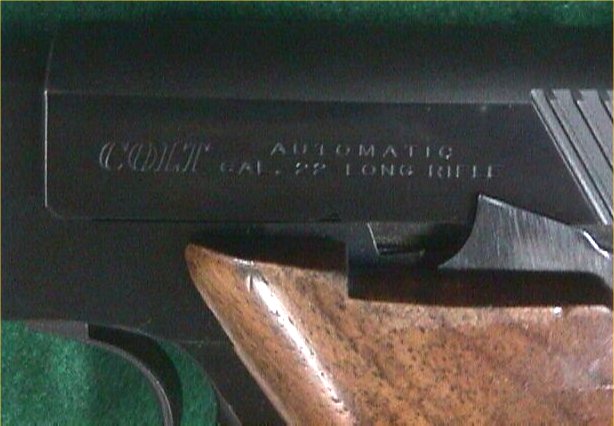 COLT
AUTOMATIC
CAL. 22 LONG RIFLE